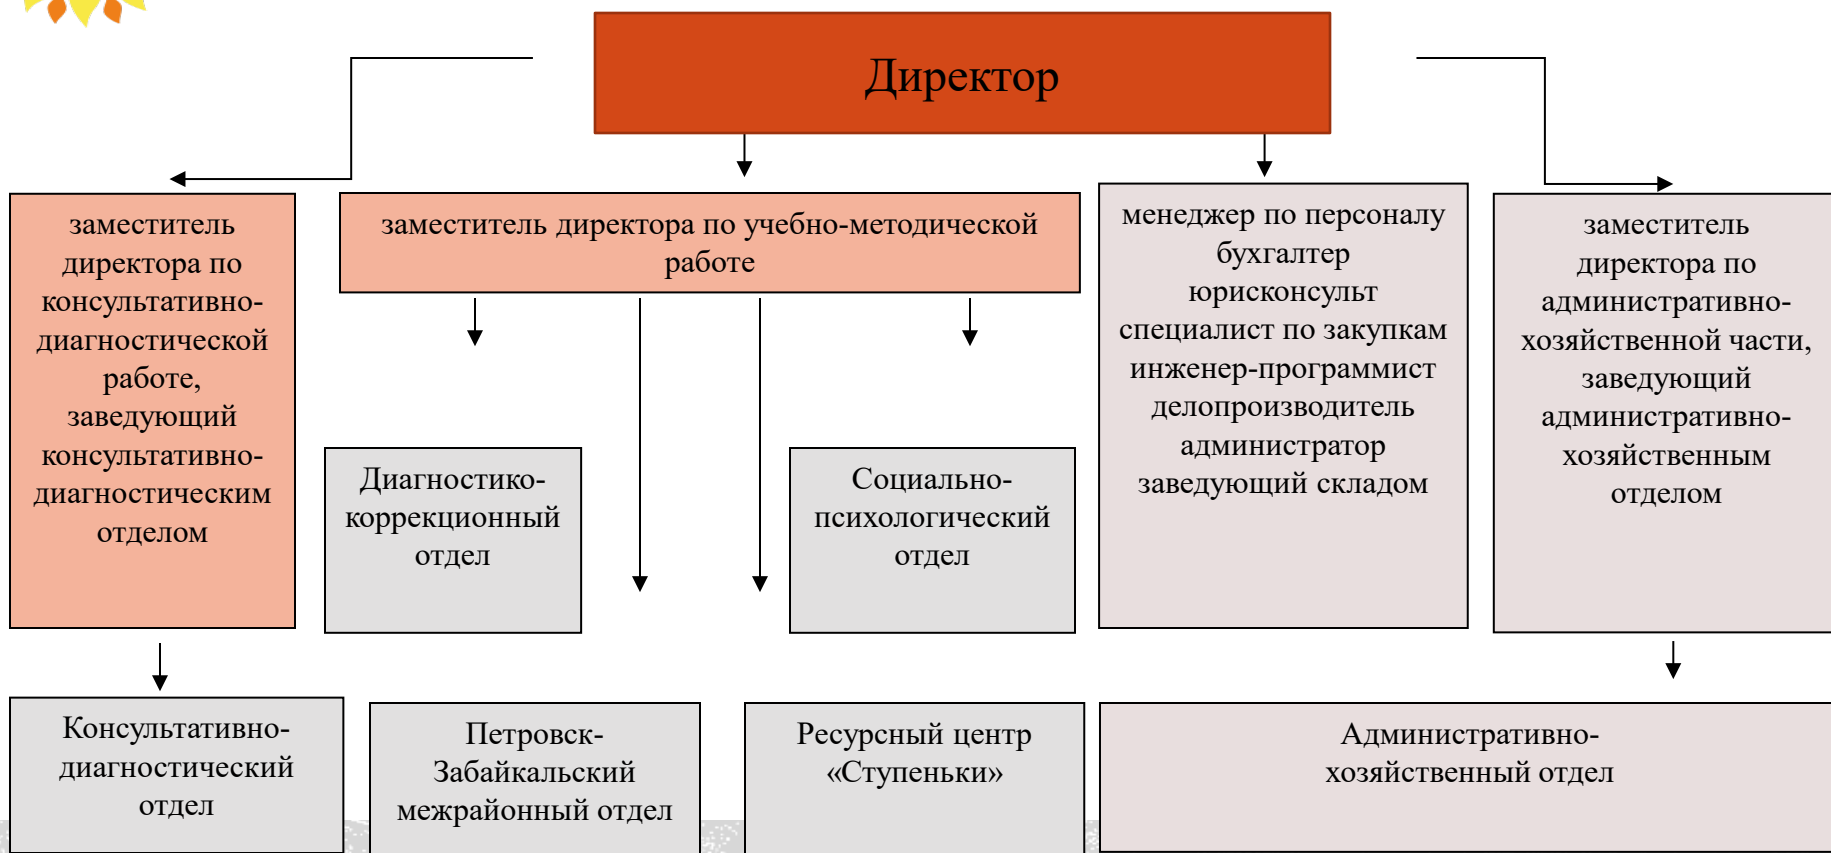 Директор
заместитель
директора по
консультативно-
диагностической
работе,
заведующий
консультативно-
диагностическим
отделом
заместитель директора по учебно-методической
работе
менеджер по персоналу
бухгалтер
юрисконсульт
специалист по закупкам
инженер-программист
делопроизводитель
администратор
заведующий складом
заместитель
директора по
административно-
хозяйственной части,
заведующий
административно-
хозяйственным
отделом
Диагностико-
коррекционный
отдел
Социально-
психологический
отдел
Консультативно-
диагностический
отдел
Петровск-
Забайкальский
межрайонный отдел
Ресурсный центр
«Ступеньки»
Административно-
хозяйственный отдел